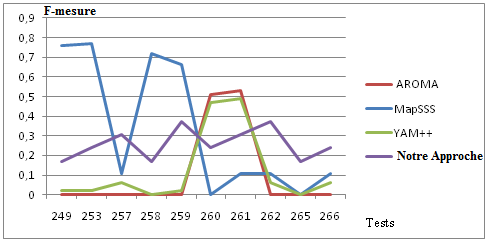 F-mesure
0,9
0,8
0,7
0,6
0,5
0,4
0,3
0,2
0,1
0
249 253 257 258 259 260 261 262 265 266
Tests
AROMA
MapSSS
YAM++
Notre Approche